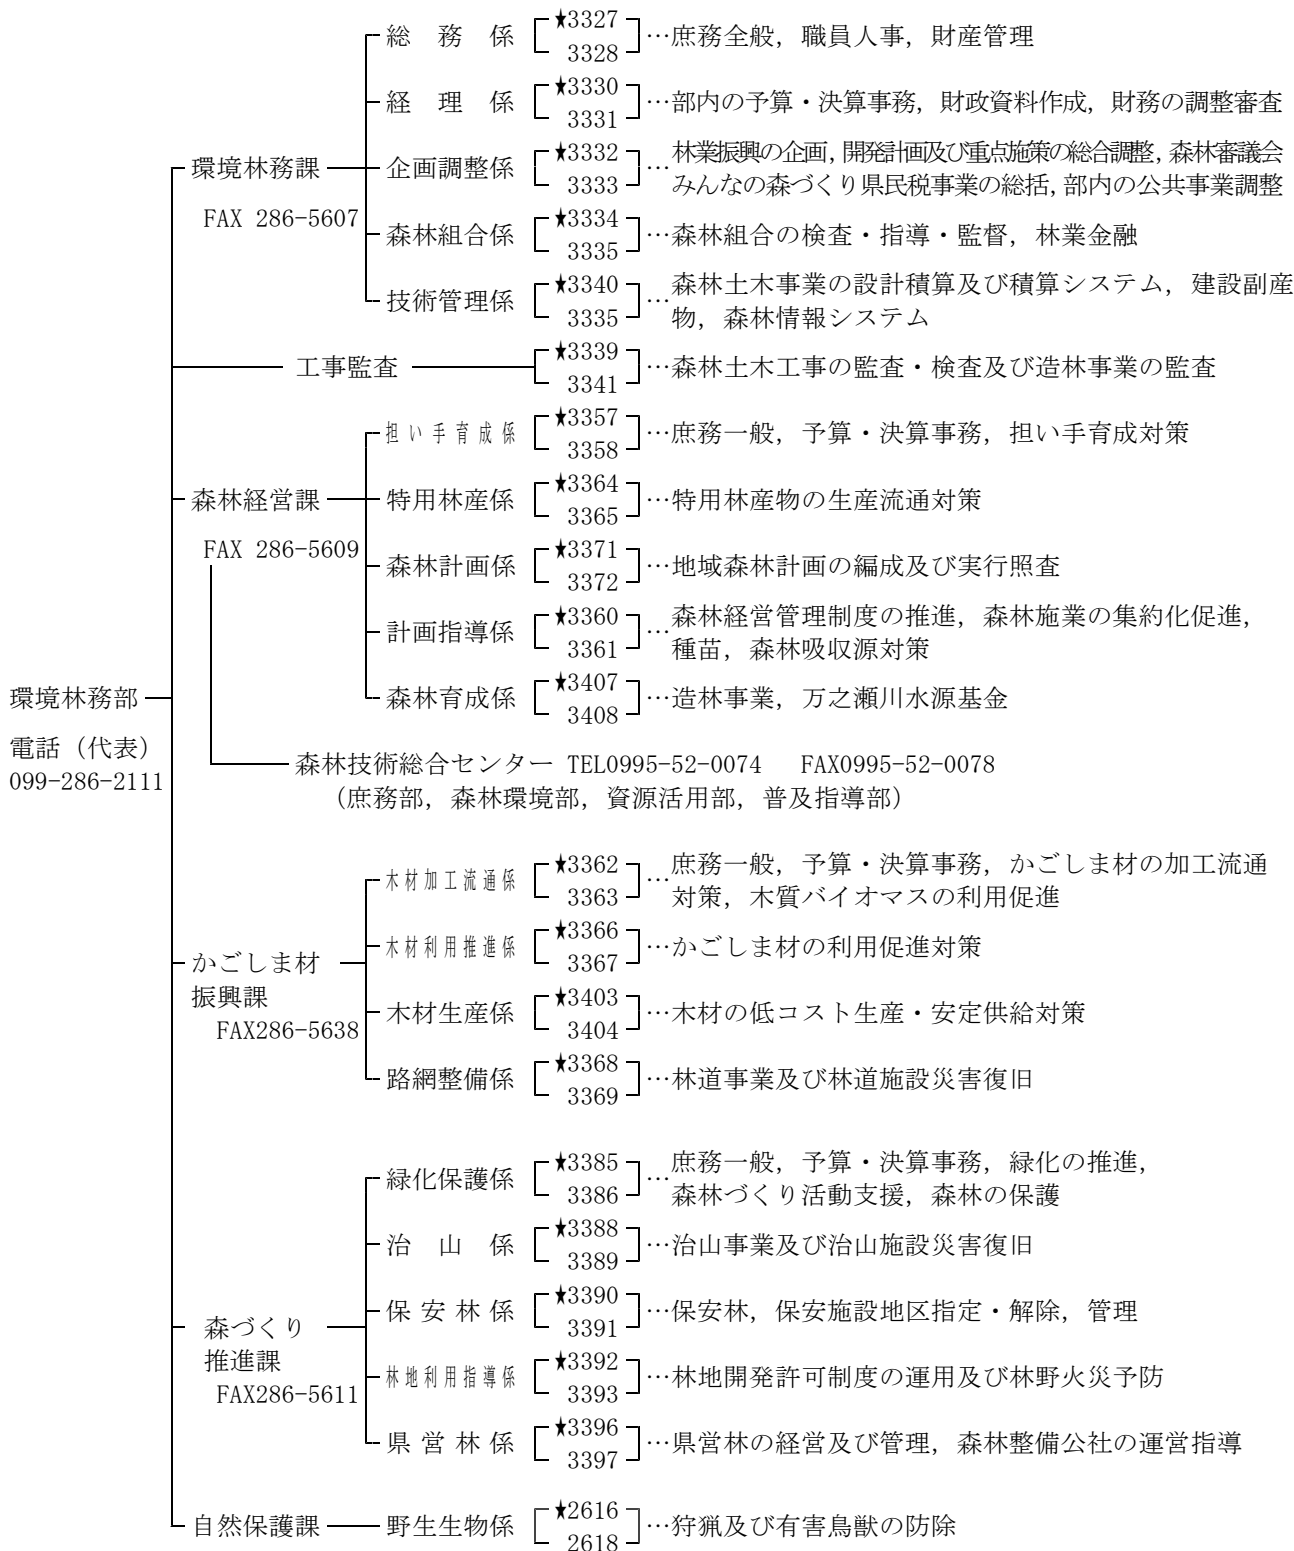 環境林務部
電話（代表）
099-286-2111
環境林務課
FAX 286-5607
総　務　係 ★3327 3328 …庶務全般，職員人事，財産管理
経　理　係 ★3330 3331 …部内の予算・決算事務，財政資料作成，財務の調整審査
企画調整係 ★3332 3333 …林業振興の企画，開発計画及び重点施策の総合調整，森林審議会
みんなの森づくり県民税事業の総括，部内の公共事業調整
森林組合係 ★3334 3335 …森林組合の検査・指導・監督，林業金融
技術管理係 ★3340 3335 …森林土木事業の設計積算及び積算システム，建設副産
物，森林情報システム
工事監査 ★3339 3341 …森林土木工事の監査・検査及び造林事業の監査
森林経営課
FAX 286-5609
担い手育成係 ★3357 3358 …庶務一般，予算・決算事務，担い手育成対策
特用林産係 ★3364 3365 …特用林産物の生産流通対策
森林計画係 ★3371 3372 …地域森林計画の編成及び実行照査
計画指導係 ★3360 3361 …森林経営管理制度の推進，森林施業の集約化促進，
種苗，森林吸収源対策
森林育成係 ★3407 3408 …造林事業，万之瀬川水源基金
森林技術総合センター TEL0995-52-0074　FAX0995-52-0078
（庶務部，森林環境部，資源活用部，普及指導部）
かごしま材
振興課
FAX286-5638
木材加工流通係 ★3362 3363 …庶務一般，予算・決算事務，かごしま材の加工流通
対策，木質バイオマスの利用促進
木材利用推進係 ★3366 3367 …かごしま材の利用促進対策
木材生産係 ★3403 3404 …木材の低コスト生産・安定供給対策
路網整備係 ★3368 3369 …林道事業及び林道施設災害復旧
森づくり
推進課
FAX286-5611
緑化保護係 ★3385 3386 …庶務一般，予算・決算事務，緑化の推進，
森林づくり活動支援，森林の保護
治　山　係 ★3388 3389 …治山事業及び治山施設災害復旧
保 安 林 係 ★3390 3391 …保安林，保安施設地区指定・解除，管理
林地利用指導係 ★3392 3393 …林地開発許可制度の運用及び林野火災予防
県 営 林 係 ★3396 3397 …県営林の経営及び管理，森林整備公社の運営指導
自然保護課
野生生物係 ★2616 2618 …狩猟及び有害鳥獣の防除